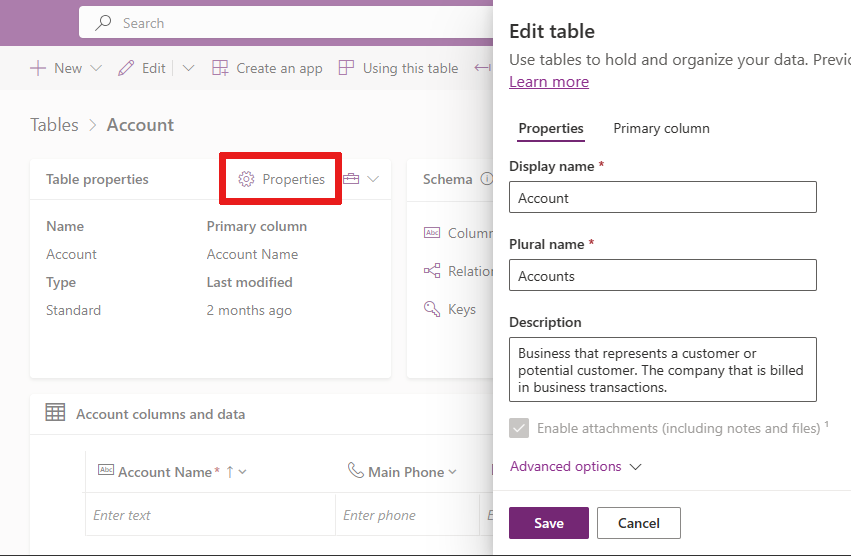 Search
New
Edit
Create an app
Using this table
Tables > Account
Table properties
Properties
Schema
Name
Primary column
Account
Account Name
Type
Last modified
Standard
2 months ago
Keys
Account columns and data
Abc Account Name*
Main Phone
Enter text
Enter phone
Edit table
Use tables to hold and organize your data.
Learn more
Properties
Primary column
Display name *
Account
Plural name *
Accounts
Description
Business that represents a customer or
potential customer. The company that is billed
in business transactions.
Enable attachments (including notes and files) ¹
Advanced options
Save
Cancel